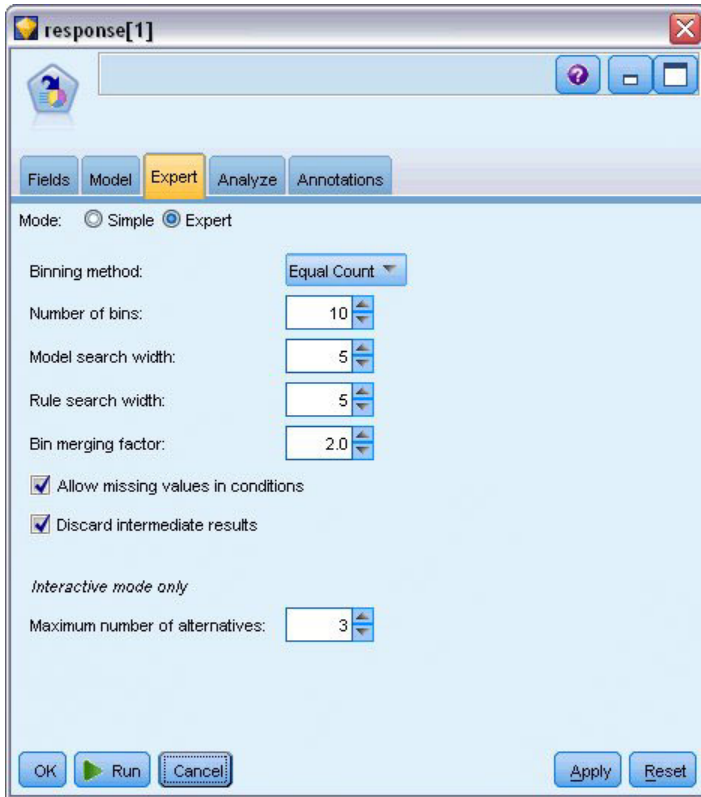 response[1]
Fields Model Expert Analyze Annotations
Mode: Simple Expert
Binning method: Equal Count
Number of bins: 10
Model search width: 5
Rule search width: 5
Bin merging factor: 2.0
Allow missing values in conditions
Discard intermediate results
Interactive mode only
Maximum number of alternatives: 3
OK Run Cancel Apply Reset